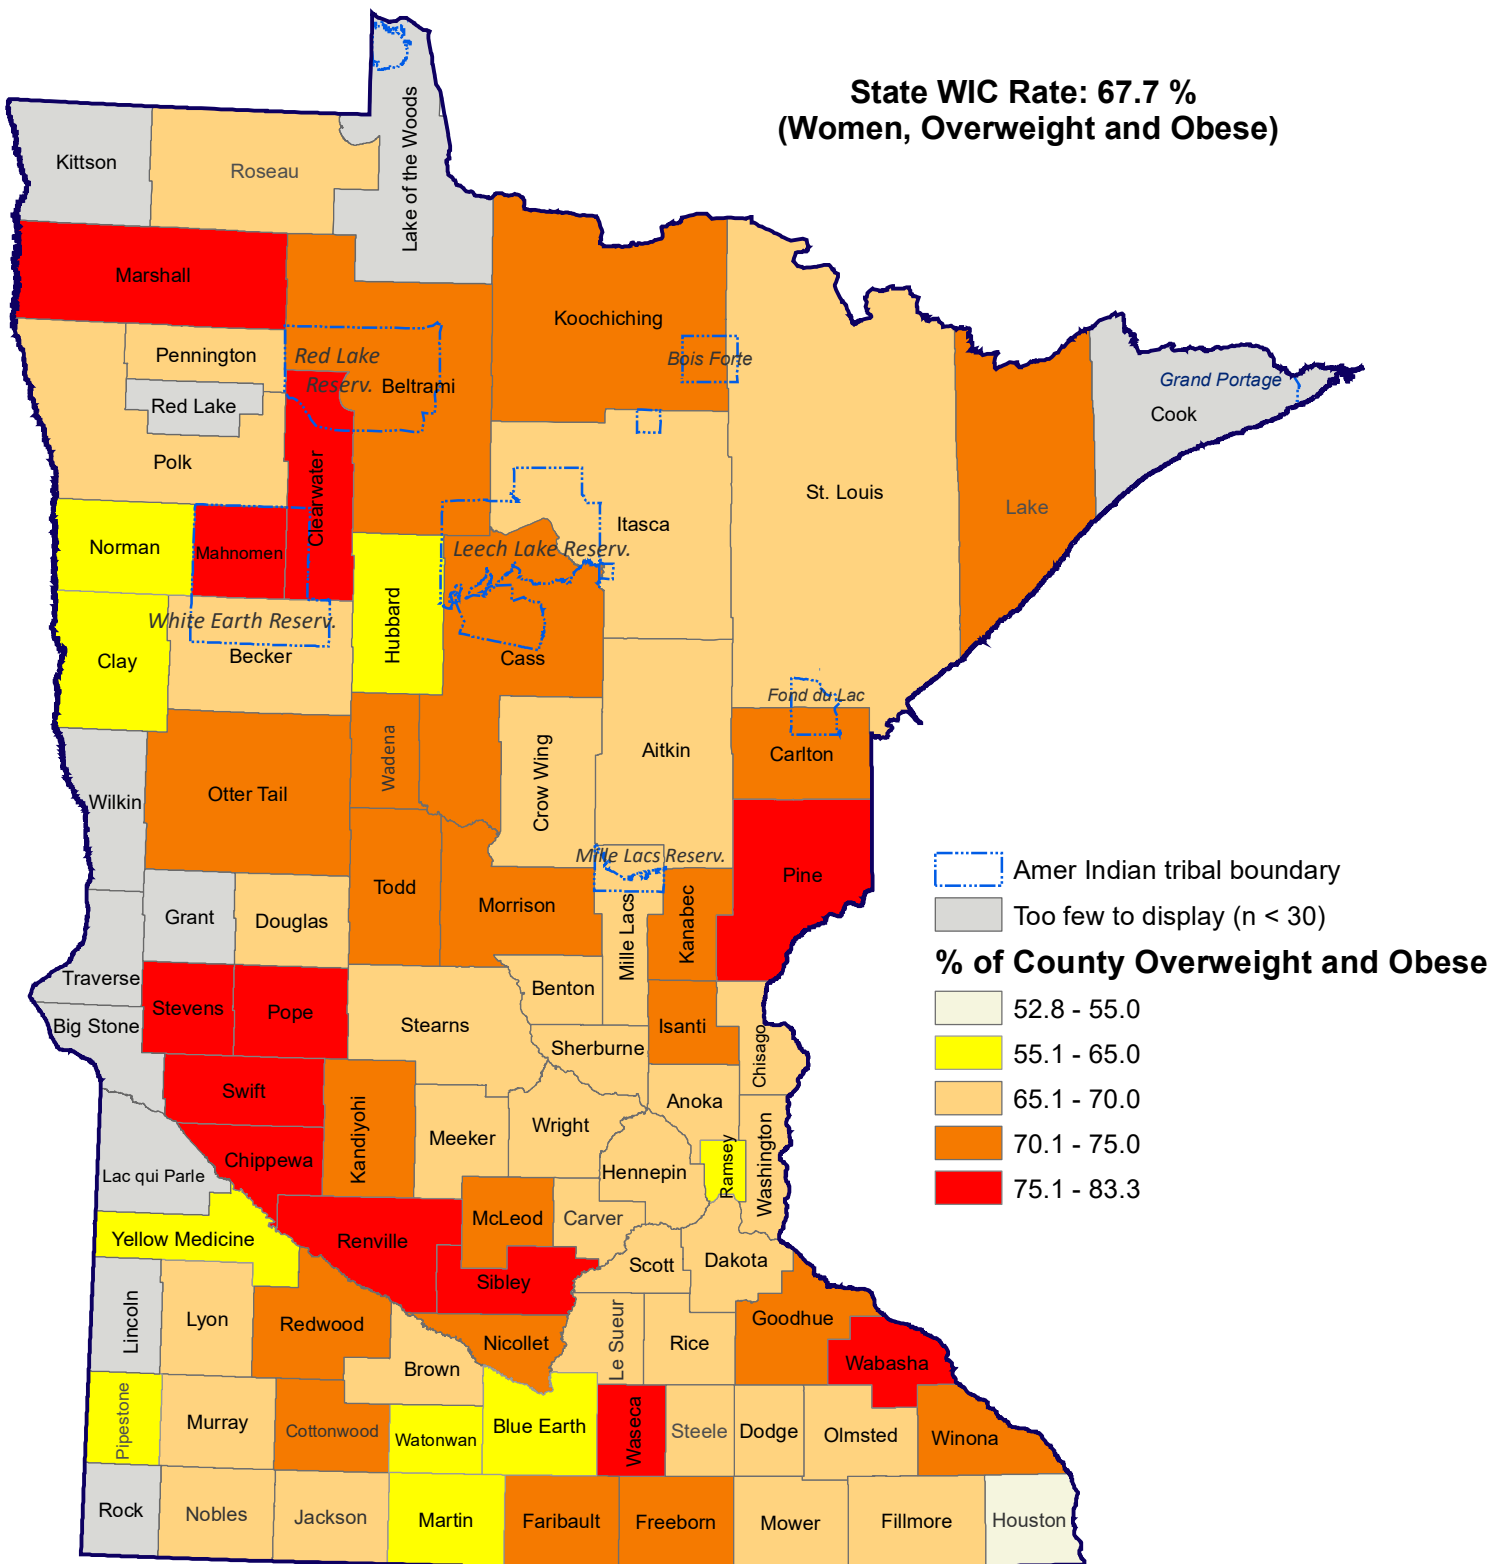 State WIC Rate: 67.7 %
(Women, Overweight and Obese)
Kittson
Roseau
Lake of the Woods
Marshall
Koochiching
Pennington
Red Lake
Reserv.
Beltrami
Bois Forte
Grand Portage
Cook
Red Lake
Polk
Clearwater
St. Louis
Lake
Itasca
Norman
Mahnomen
Leech Lake Reserv.
Hubbard
White Earth Reserv.
Clay
Becker
Cass
Fond du Lac
Wadena
Crow Wing
Aitkin
Carlton
Wilkin
Otter Tail
Mille Lacs Reserv.
Pine
Todd
Morrison
Kanabec
Mille Lacs
Grant
Douglas
Traverse
Benton
Stevens
Pope
Big Stone
Stearns
Isanti
Sherburne
Chisago
Swift
Anoka
Kandiyohi
Meeker
Wright
Washington
Ramsey
Hennepin
Chippewa
Lac qui Parle
McLeod
Carver
Yellow Medicine
Renville
Scott
Dakota
Sibley
Lincoln
Lyon
Redwood
Nicollet
Le Sueur
Rice
Goodhue
Brown
Wabasha
Pipestone
Murray
Cottonwood
Watonwan
Blue Earth
Waseca
Steele
Dodge
Olmsted
Winona
Rock
Nobles
Jackson
Martin
Faribault
Freeborn
Mower
Fillmore
Houston
Amer Indian tribal boundary
Too few to display (n < 30)
% of County Overweight and Obese
52.8 - 55.0
55.1 - 65.0
65.1 - 70.0
70.1 - 75.0
75.1 - 83.3